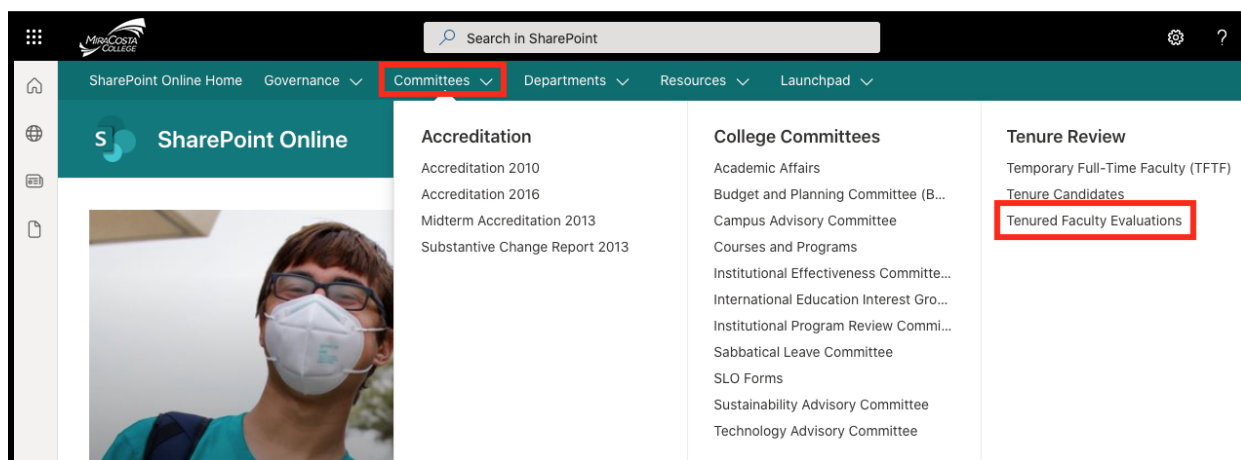 MIRACOSTA
COLLEGE
Search in SharePoint
?
SharePoint Online Home Governance Committees Departments Resources Launchpad
S SharePoint Online
Accreditation
Accreditation 2010
Accreditation 2016
Midterm Accreditation 2013
Substantive Change Report 2013
College Committees
Academic Affairs
Budget and Planning Committee (B...
Campus Advisory Committee
Courses and Programs
Institutional Effectiveness Committe...
International Education Interest Gro...
Institutional Program Review Commi...
Sabbatical Leave Committee
SLO Forms
Sustainability Advisory Committee
Technology Advisory Committee
Tenure Review
Temporary Full-Time Faculty (TFTF)
Tenure Candidates
Tenured Faculty Evaluations